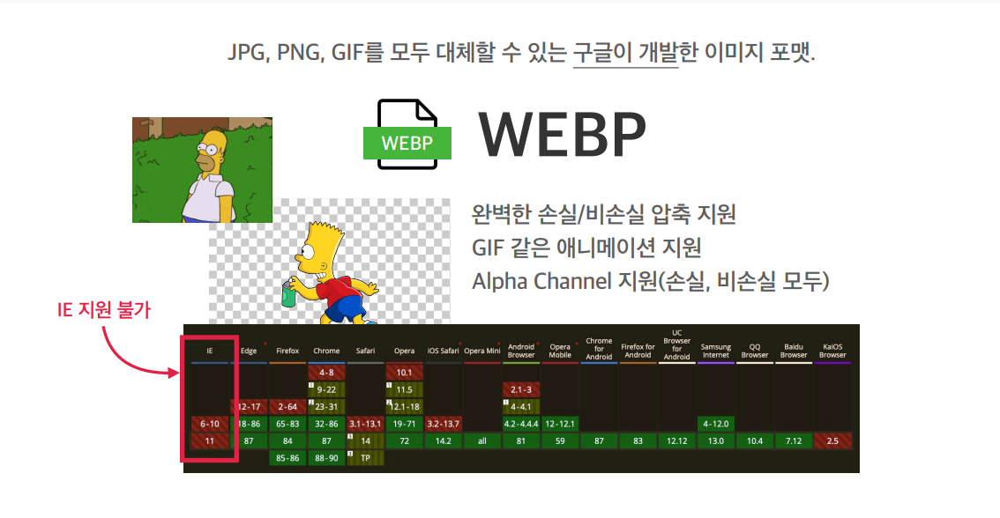 JPG, PNG, GIF를 모두 대체할 수 있는 구글이 개발한 이미지 포맷.
WEBP
WEBP
완벽한 손실/비손실 압축 지원
GIF 같은 애니메이션 지원
Alpha Channel 지원(손실, 비손실 모두)
IE 지원 불가
IE Edge Firefox Chrome Safari Opera iOS Safari Opera Mini Android Browser Opera Mobile Chrome for Android Firefox for Android UC Browser for Android Samsung Internet QQ Browser Baidu Browser KaiOS Browser
4-8 10.1
1 9-22 1 11.5 2.1-3
12-17 2-64 2 23-31 2 12.1-18 1 4-4.1
6-10 18-86 65-83 32-86 3.1-13.1 19-71 3.2-13.7 4.2-4.4.4 12-12.1 4-12.0
11 87 84 87 3 14 72 14.2 all 81 59 87 83 12.12 13.0 10.4 7.12 2.5
85-86 88-90 3 TP